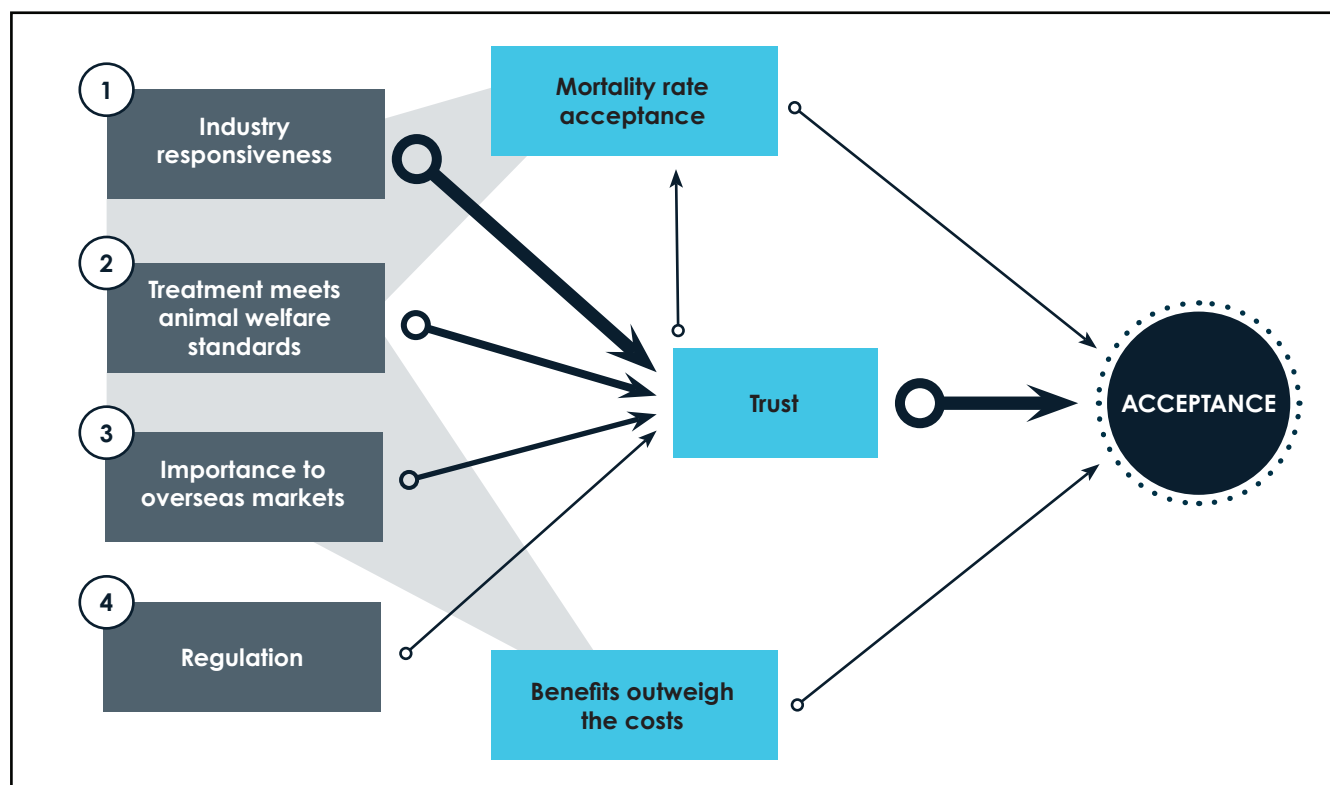 1
Industry
responsiveness
2
Treatment meets
animal welfare
standards
3
Importance to
overseas markets
4
Regulation
Mortality rate
acceptance
Trust
Benefits outweigh
the costs
ACCEPTANCE